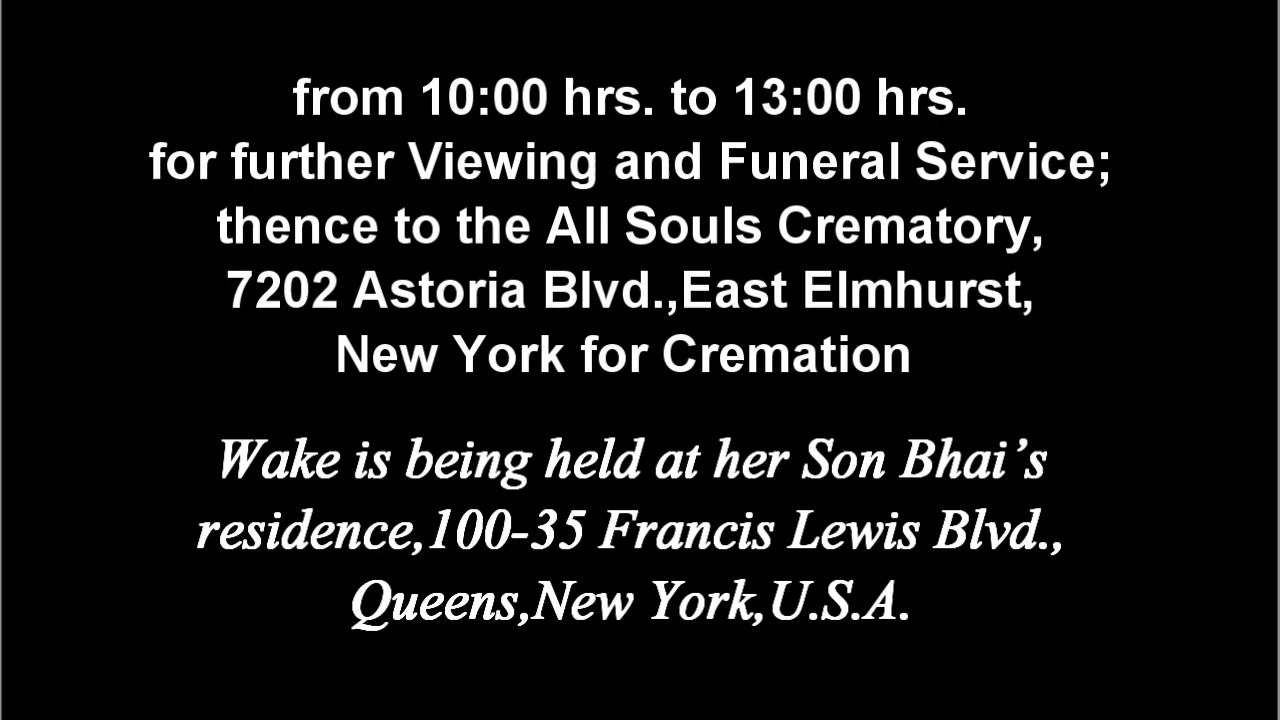 from 10:00 hrs. to 13:00 hrs.
for further Viewing and Funeral Service;
thence to the All Souls Crematory,
7202 Astoria Blvd.,East Elmhurst,
New York for Cremation
Wake is being held at her Son Bhai’s
residence,100-35 Francis Lewis Blvd.,
Queens,New York,U.S.A.